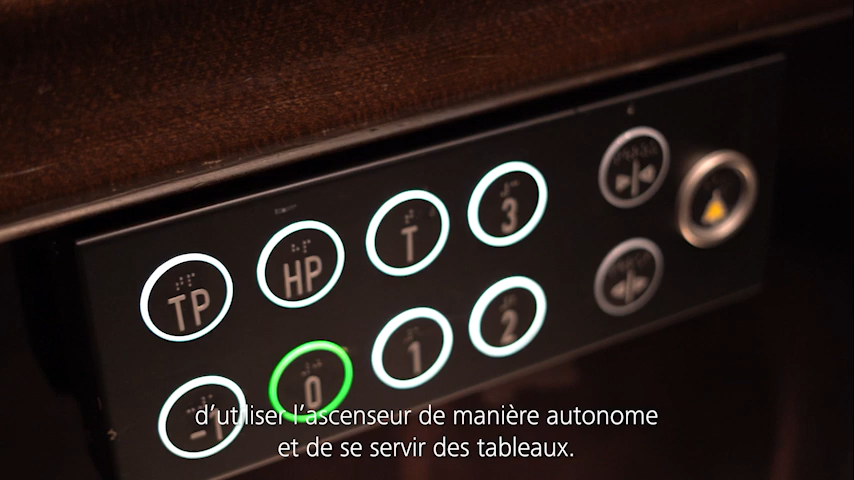 TP HP T 3
-1 0 1 2
d'utiliser l'ascenseur de manière autonome
et de se servir des tableaux.